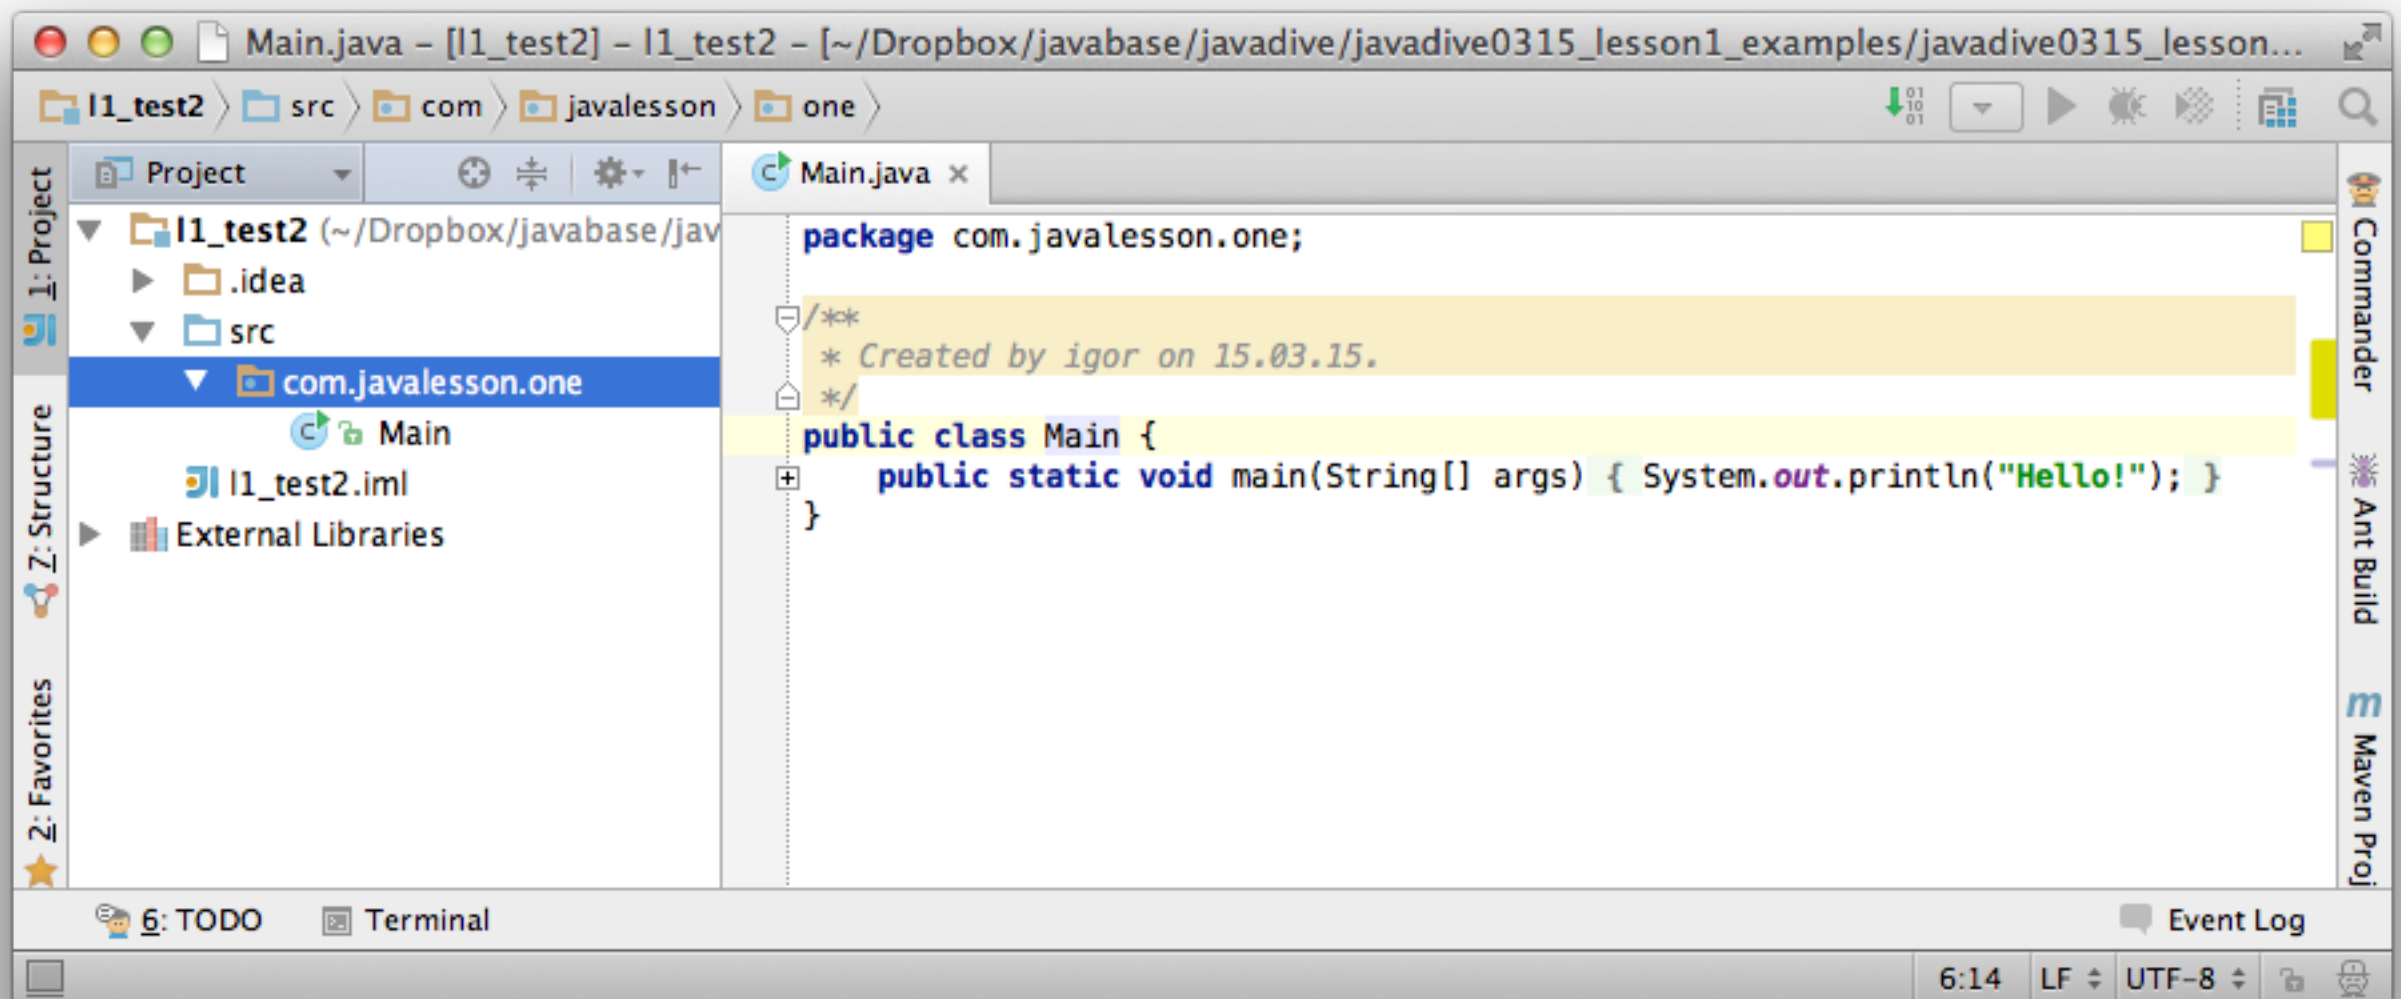 Main.java – [l1_test2] – l1_test2 – [~/Dropbox/javabase/javadive/javadive0315_lesson1_examples/javadive0315_lesson...
l1_test2 src com javalesson one
1: Project
7: Structure
2: Favorites
Project
l1_test2 (~/Dropbox/javabase/jav
.idea
src
com.javalesson.one
Main
l1_test2.iml
External Libraries
Main.java
package com.javalesson.one;
/**
* Created by igor on 15.03.15.
*/
public class Main {
public static void main(String[] args) { System.out.println("Hello!"); }
}
Commander
Ant Build
Maven Proj
6: TODO Terminal Event Log
6:14 LF UTF-8